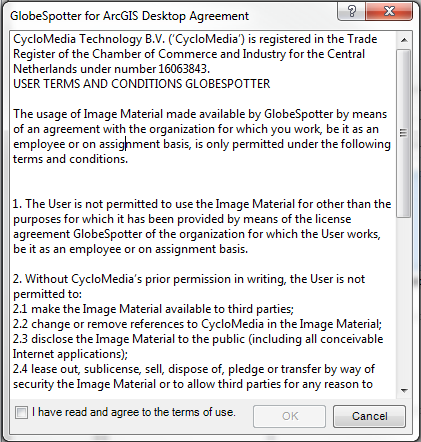 GlobeSpotter for ArcGIS Desktop Agreement
CycloMedia Technology B.V. ('CycloMedia') is registered in the Trade
Register of the Chamber of Commerce and Industry for the Central
Netherlands under number 16063843.
USER TERMS AND CONDITIONS GLOBESPOTTER
The usage of Image Material made available by GlobeSpotter by means
of an agreement with the organization for which you work, be it as an
employee or on assignment basis, is only permitted under the following
terms and conditions.
1. The User is not permitted to use the Image Material for other than the
purposes for which it has been provided by means of the license
agreement GlobeSpotter of the organization for which the User works,
be it as an employee or on assignment basis.
2. Without CycloMedia's prior permission in writing, the User is not
permitted to:
2.1 make the Image Material available to third parties;
2.2 change or remove references to CycloMedia in the Image Material;
2.3 disclose the Image Material to the public (including all conceivable
Internet applications);
2.4 lease out, sublicense, sell, dispose of, pledge or transfer by way of
security the Image Material or to allow third parties for any reason to
I have read and agree to the terms of use.
OK
Cancel